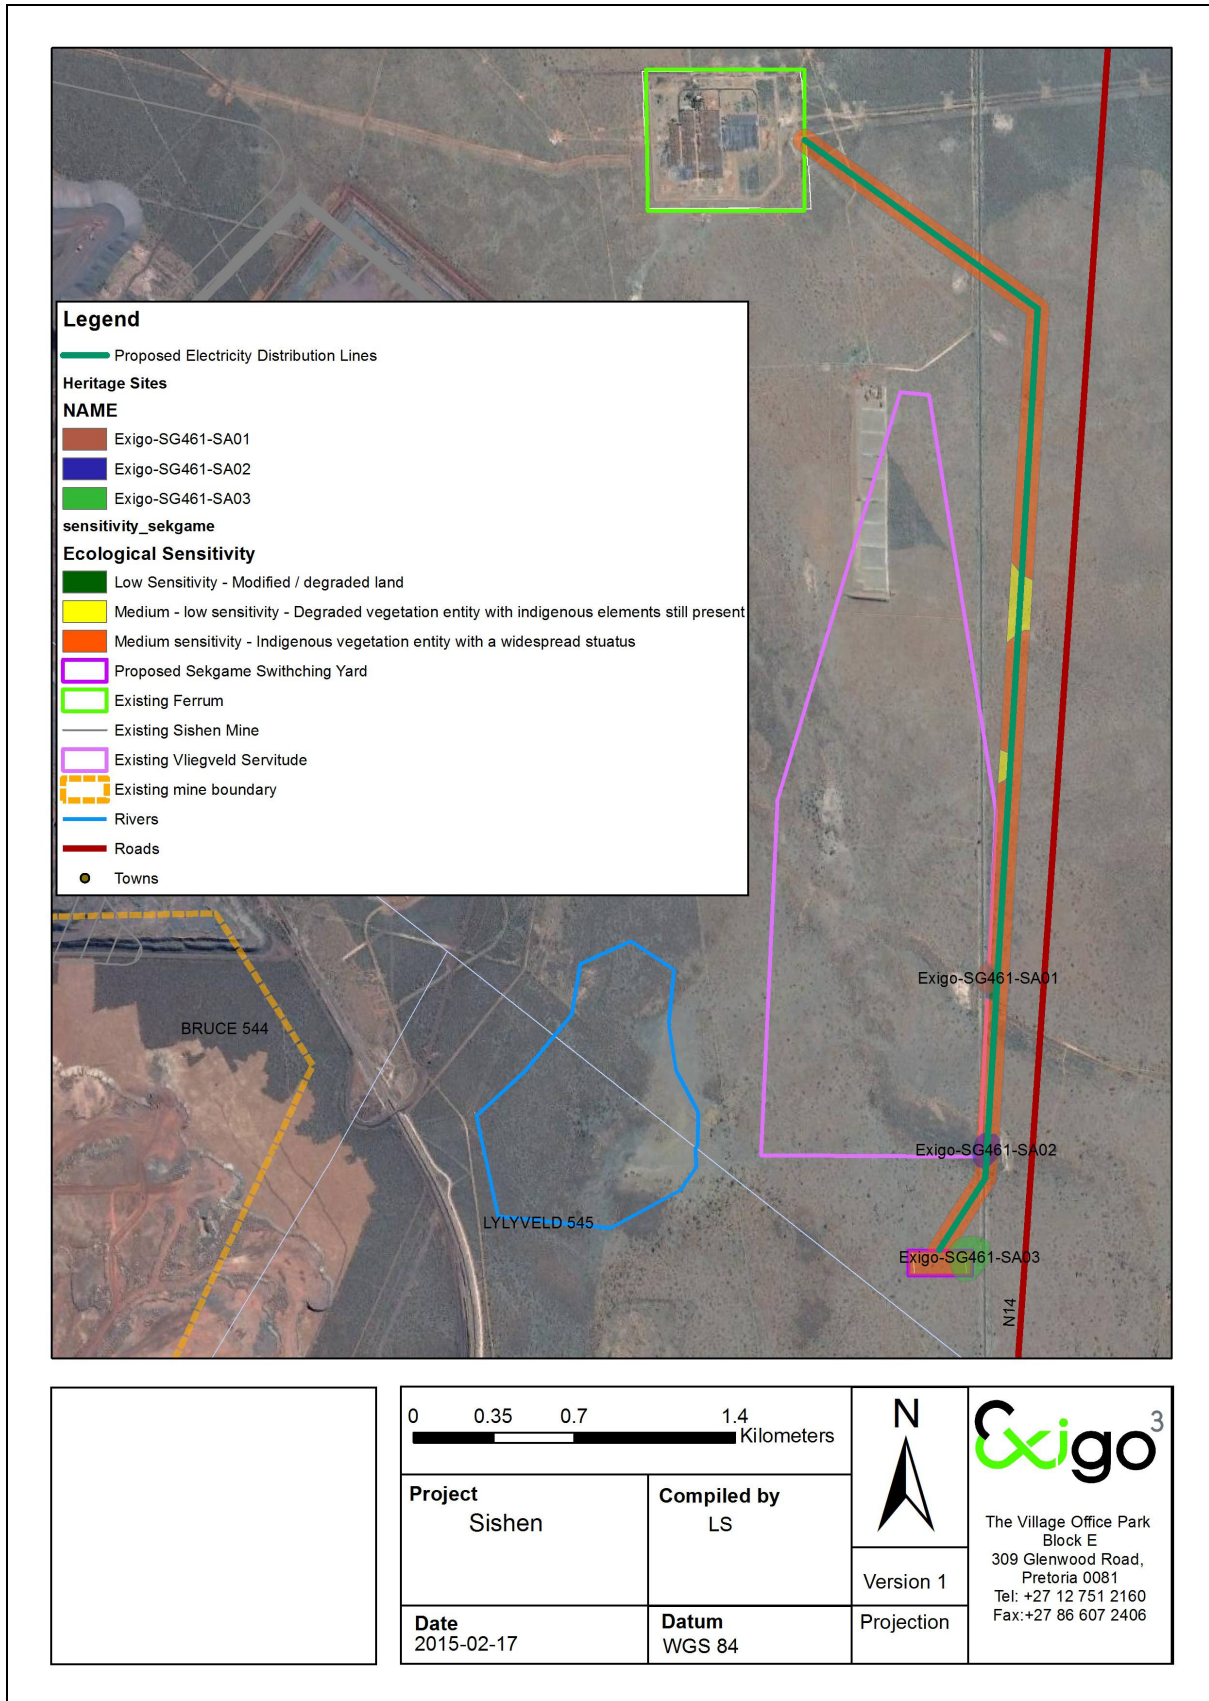 Legend
Proposed Electricity Distribution Lines
Heritage Sites
NAME
Exigo-SG461-SA01
Exigo-SG461-SA02
Exigo-SG461-SA03
sensitivity_sekgame
Ecological Sensitivity
Low Sensitivity - Modified / degraded land
Medium - low sensitivity - Degraded vegetation entity with indigenous elements still present
Medium sensitivity - Indigenous vegetation entity with a widespread stuatus
Proposed Sekgame Swithching Yard
Existing Ferrum
Existing Sishen Mine
Existing Vliegveld Servitude
Existing mine boundary
Rivers
Roads
Towns
Exigo-SG461-SA01
BRUCE 544
Exigo-SG461-SA02
LYLYVELD 545
Exigo-SG461-SA03
N14
0 0.35 0.7 1.4
Kilometers
Project
Sishen
Compiled by
LS
Date
2015-02-17
Datum
WGS 84
N
Version 1
Projection
Exigo3
The Village Office Park
Block E
309 Glenwood Road,
Pretoria 0081
Tel: +27 12 751 2160
Fax:+27 86 607 2406